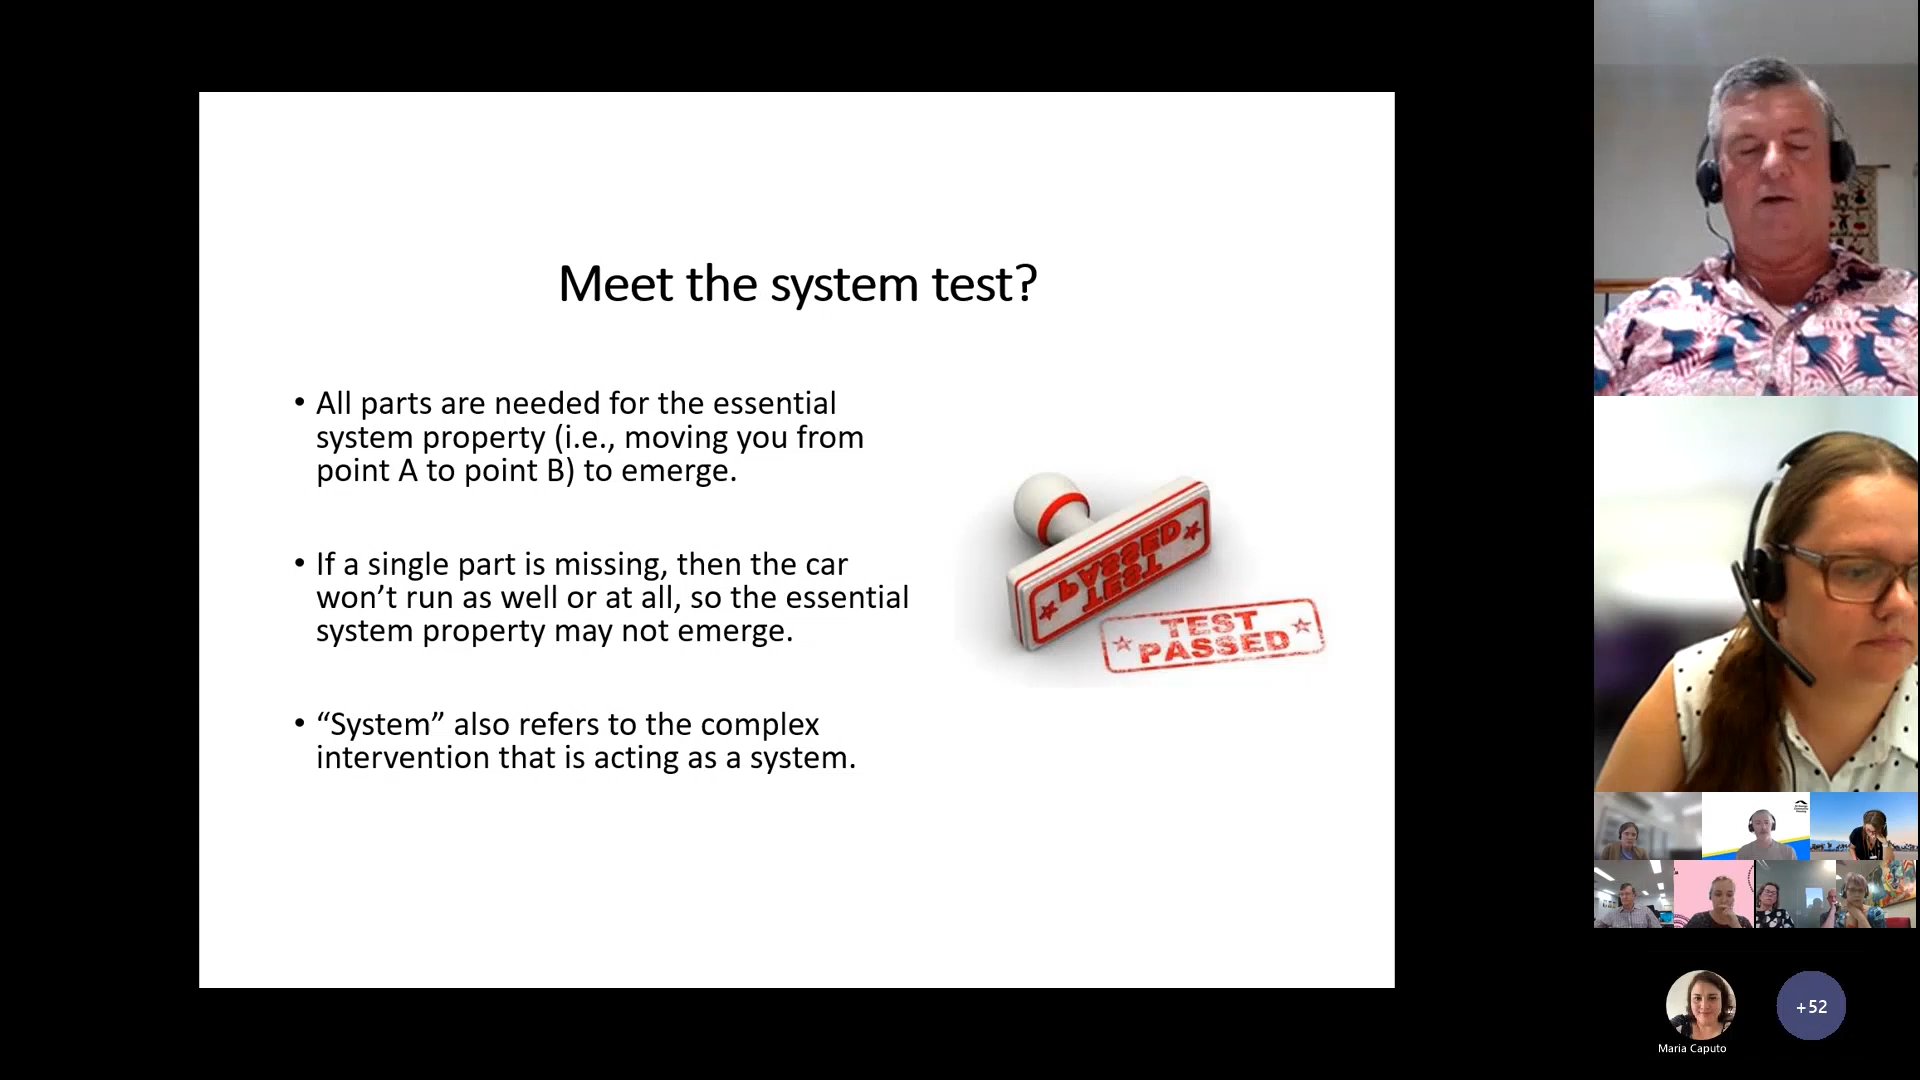 Meet the system test?
• All parts are needed for the essential
system property (i.e., moving you from
point A to point B) to emerge.
• If a single part is missing, then the car
won’t run as well or at all, so the essential
system property may not emerge.
• “System” also refers to the complex
intervention that is acting as a system.
TEST
PASSED
TEST
PASSED
Maria Caputo
+52